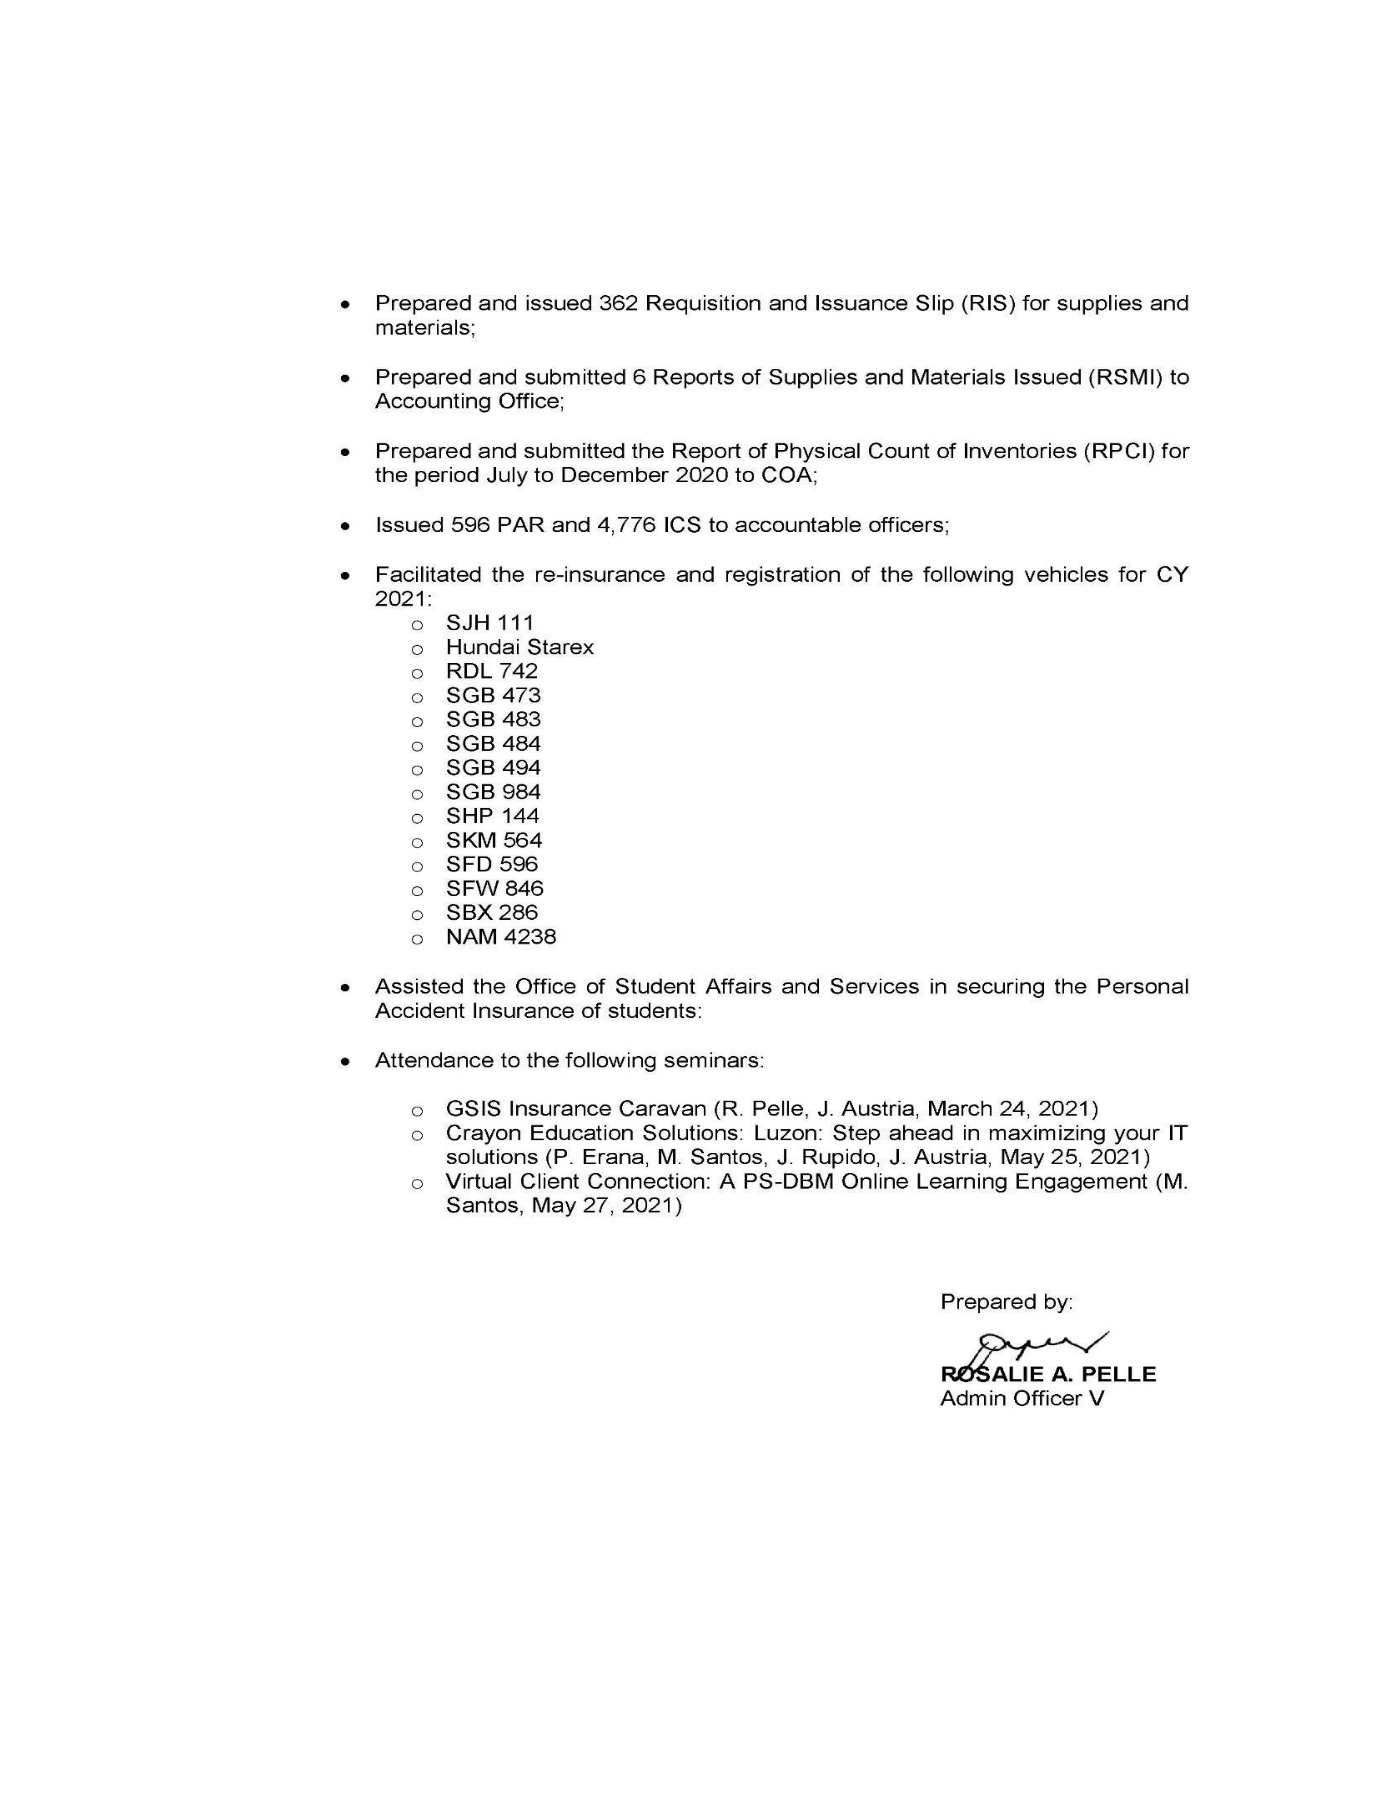 • Prepared and issued 362 Requisition and Issuance Slip (RIS) for supplies and
materials;
• Prepared and submitted 6 Reports of Supplies and Materials Issued (RSMI) to
Accounting Office;
• Prepared and submitted the Report of Physical Count of Inventories (RPCI) for
the period July to December 2020 to COA;
• Issued 596 PAR and 4,776 ICS to accountable officers;
• Facilitated the re-insurance and registration of the following vehicles for CY
2021:
o SJH 111
o Hundai Starex
o RDL 742
o SGB 473
o SGB 483
o SGB 484
o SGB 494
o SGB 984
o SHP 144
o SKM 564
o SFD 596
o SFW 846
o SBX 286
o NAM 4238
• Assisted the Office of Student Affairs and Services in securing the Personal
Accident Insurance of students:
• Attendance to the following seminars:
o GSIS Insurance Caravan (R. Pelle, J. Austria, March 24, 2021)
o Crayon Education Solutions: Luzon: Step ahead in maximizing your IT
solutions (P. Erana, M. Santos, J. Rupido, J. Austria, May 25, 2021)
o Virtual Client Connection: A PS-DBM Online Learning Engagement (M.
Santos, May 27, 2021)
Prepared by:
ROSALIE A. PELLE
Admin Officer V